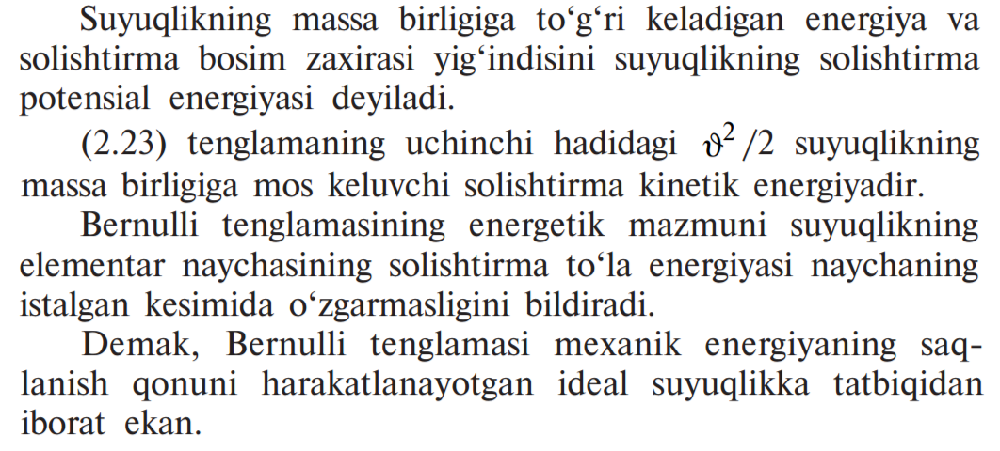 Suyuqlikning massa birligiga to‘g‘ri keladigan energiya va
solishtirma bosim zaxirasi yig‘indisini suyuqlikning solishtirma
potensial energiyasi deyiladi.
(2.23) tenglamaning uchinchi hadidagi ϑ²/2 suyuqlikning
massa birligiga mos keluvchi solishtirma kinetik energiyadir.
Bernulli tenglamasining energetik mazmuni suyuqlikning
elementar naychasining solishtirma to‘la energiyasi naychaning
istalgan kesimida o‘zgarmasligini bildiradi.
Demak, Bernulli tenglamasi mexanik energiyaning saq-
lanish qonuni harakatlanayotgan ideal suyuqlikka tatbiqidan
iborat ekan.